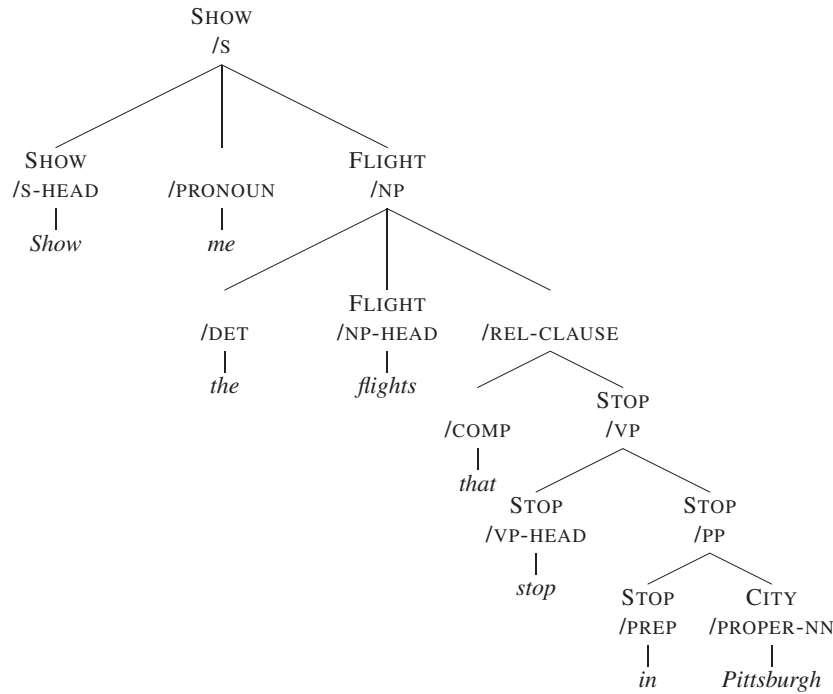 SHOW
/S
SHOW FLIGHT
/S-HEAD /PRONOUN /NP
Show me
FLIGHT
/DET /NP-HEAD /REL-CLAUSE
the flights
STOP
/COMP /VP
that
STOP STOP
/VP-HEAD /PP
stop
STOP CITY
/PREP /PROPER-NN
in Pittsburgh